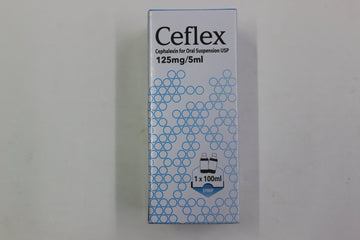 Ceflex
Cephalexin for Oral Suspension USP
125mg/5ml
1 x 100ml